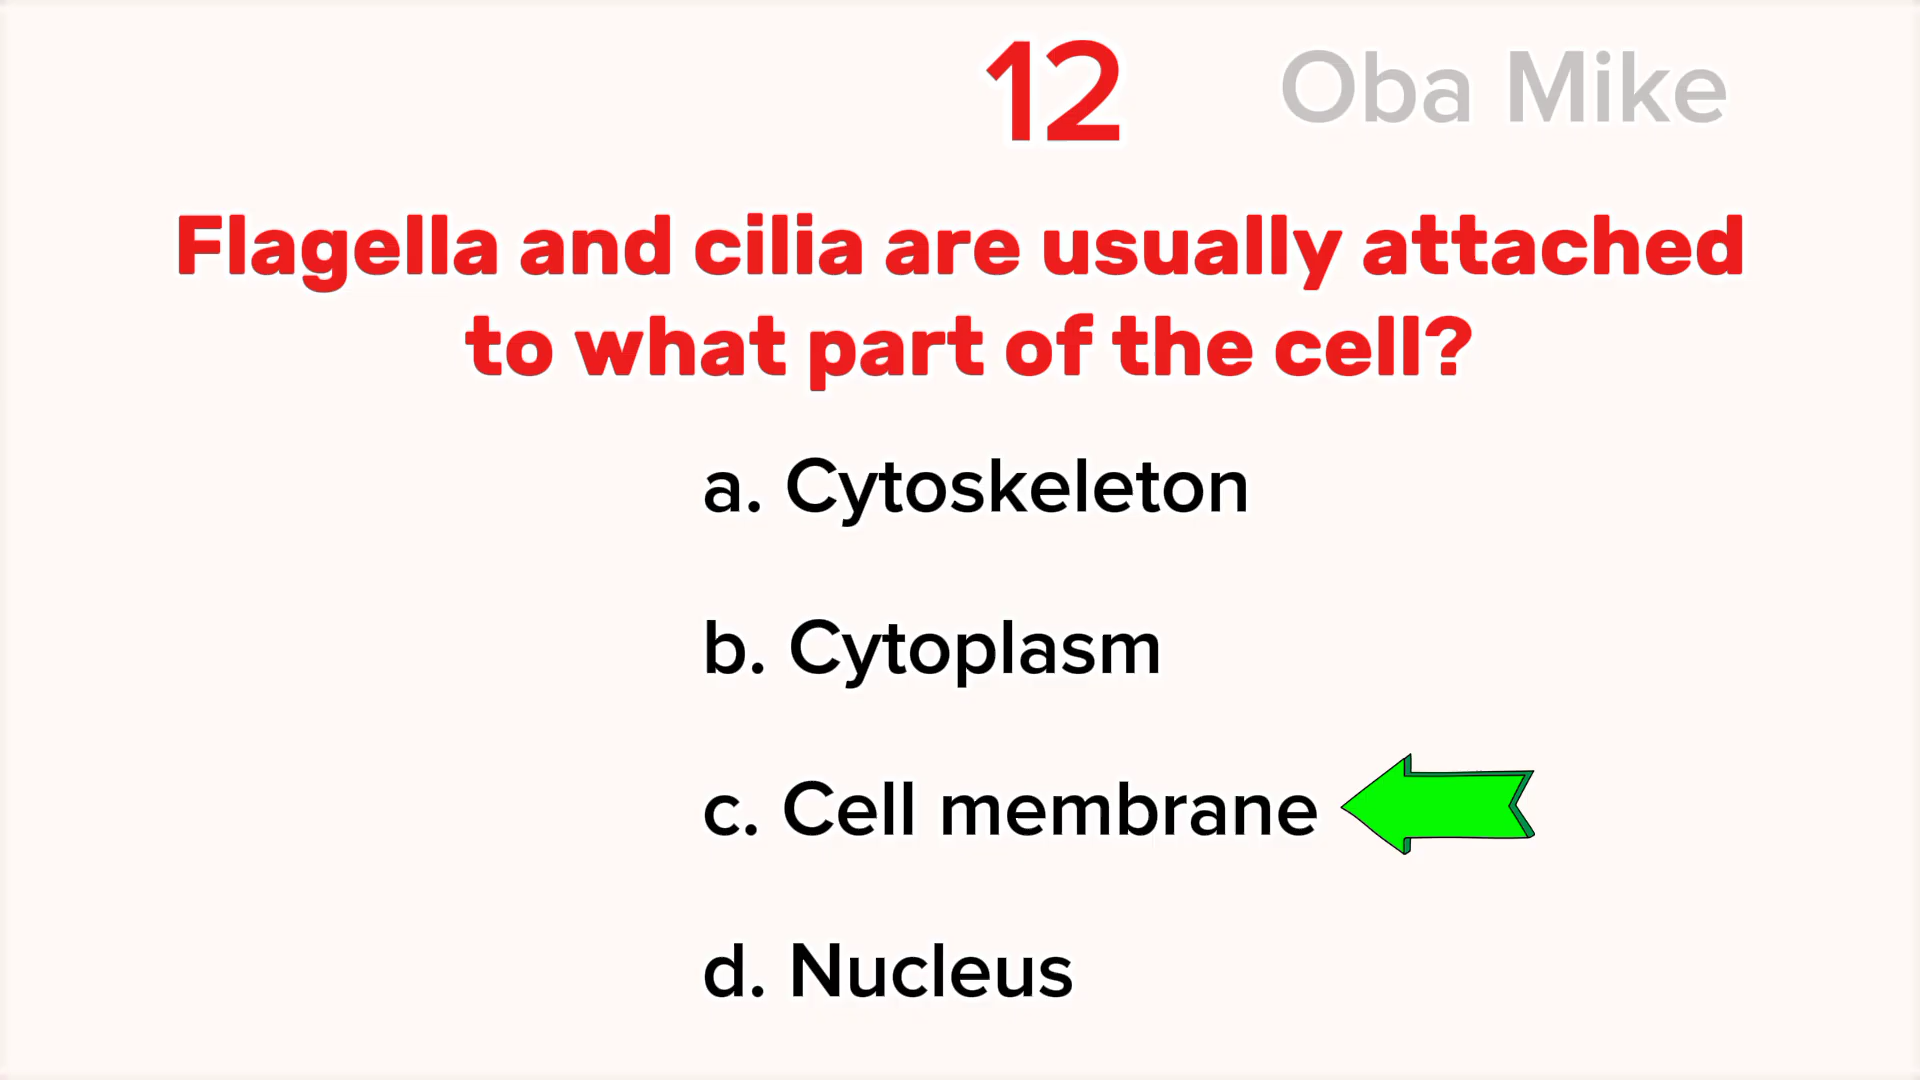 12
Oba Mike
Flagella and cilia are usually attached
to what part of the cell?
a. Cytoskeleton
b. Cytoplasm
c. Cell membrane
d. Nucleus